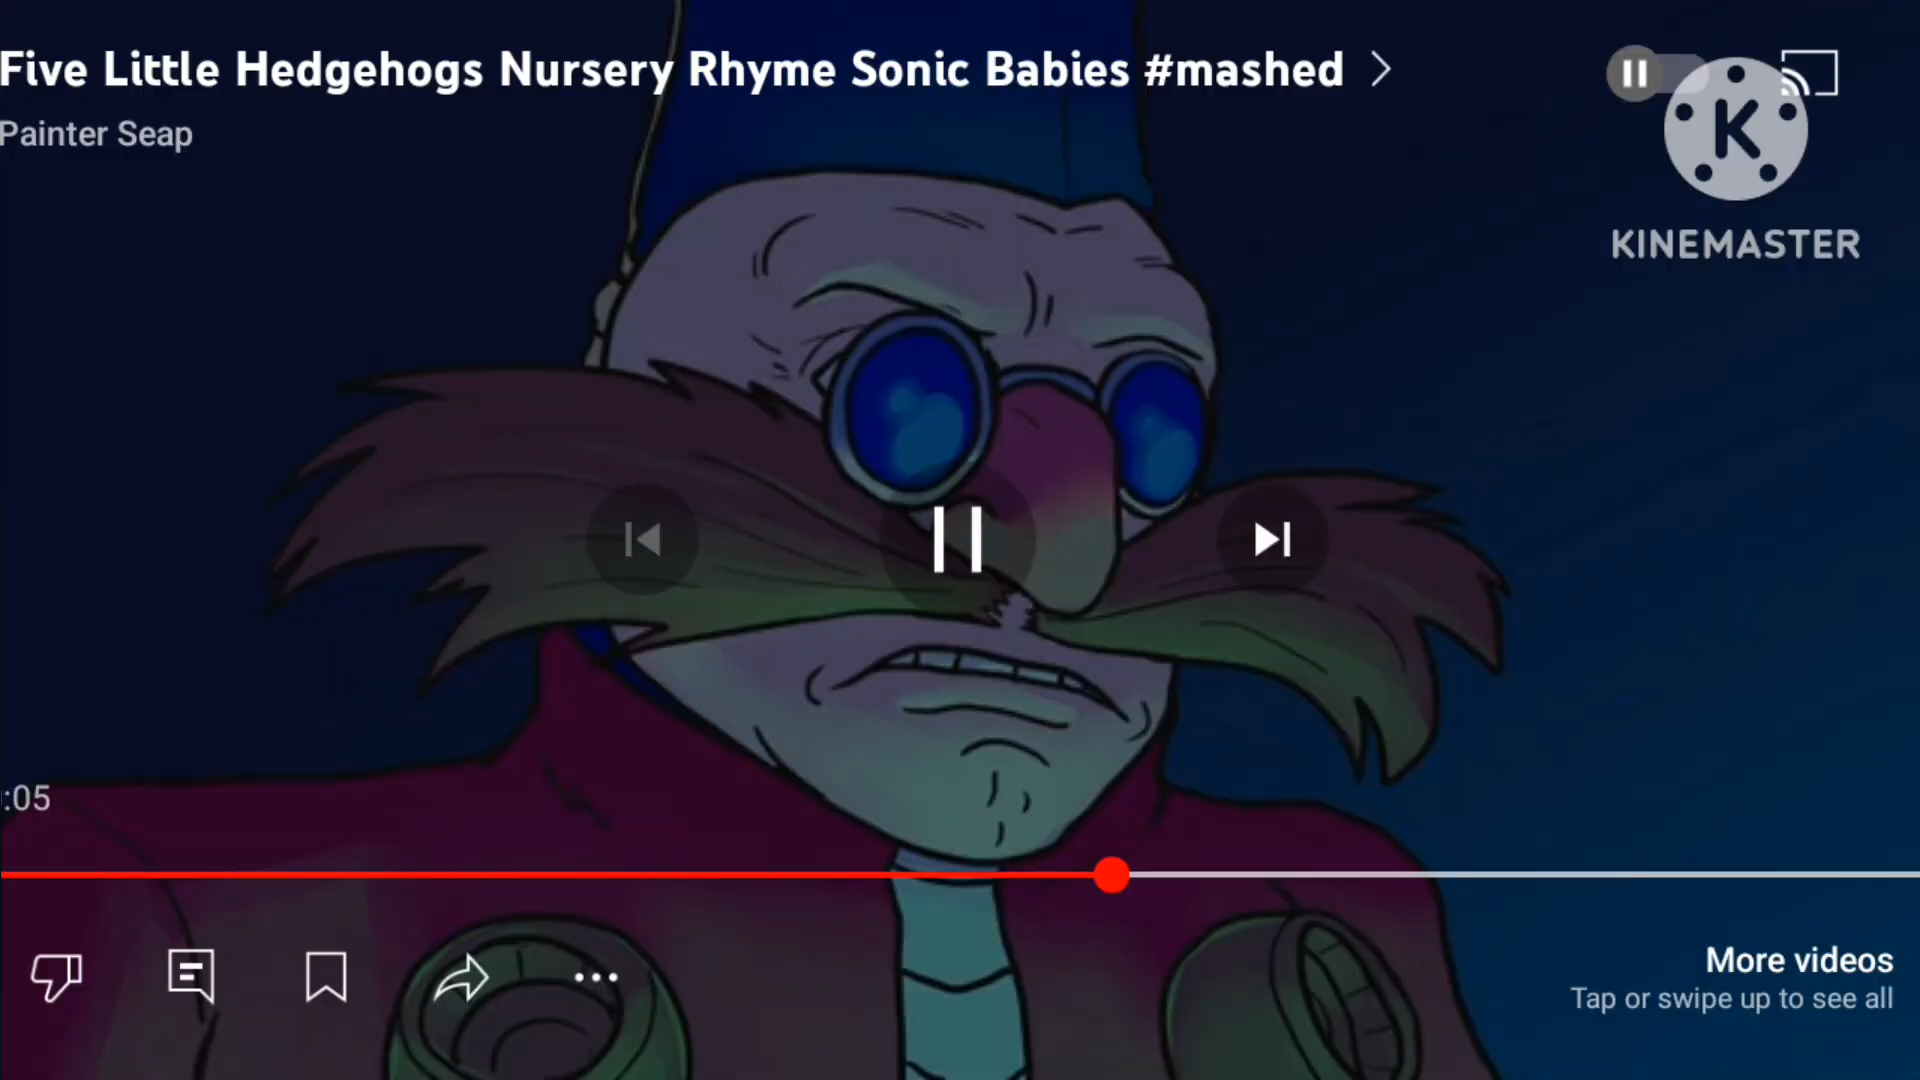 Five Little Hedgehogs Nursery Rhyme Sonic Babies #mashed
Painter Seap
K
KINEMASTER
:05
More videos
Tap or swipe up to see all